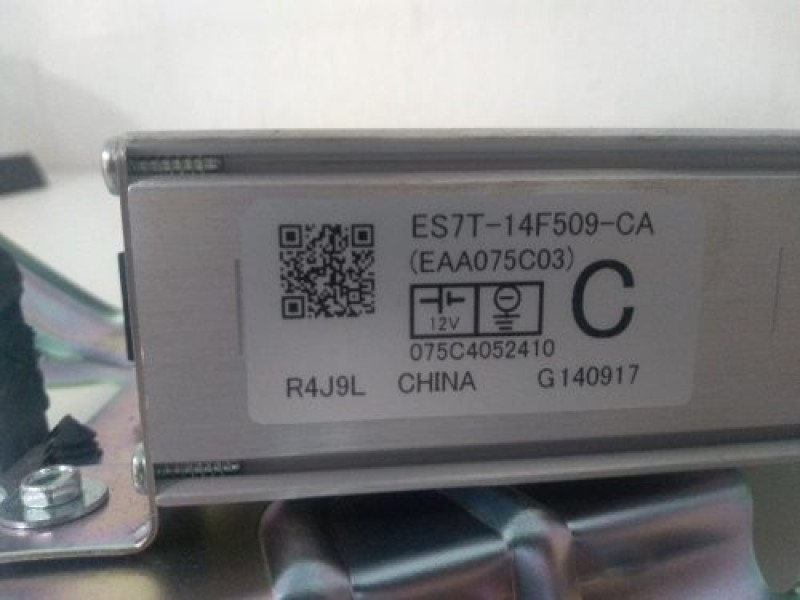 ES7T-14F509-CA
(EAA075C03)
12V
C
075C4052410
R4J9L CHINA G140917